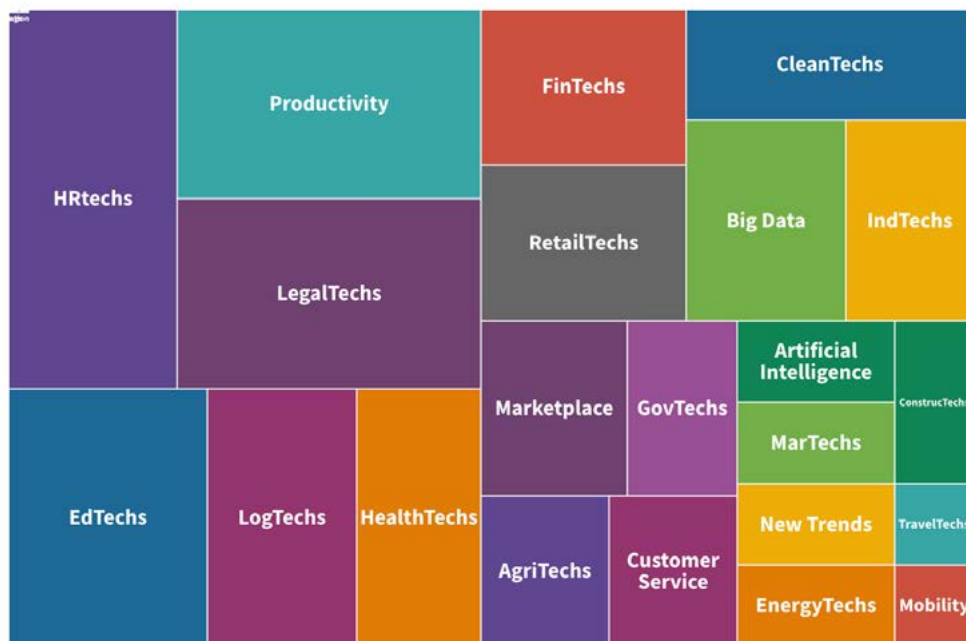 HRtechs
Productivity
LegalTechs
EdTechs
LogTechs
HealthTechs
FinTechs
RetailTechs
CleanTechs
Big Data
IndTechs
Marketplace
GovTechs
AgriTechs
Customer
Service
Artificial
Intelligence
MarTechs
New Trends
EnergyTechs
ConstrucTechs
TravelTechs
Mobility